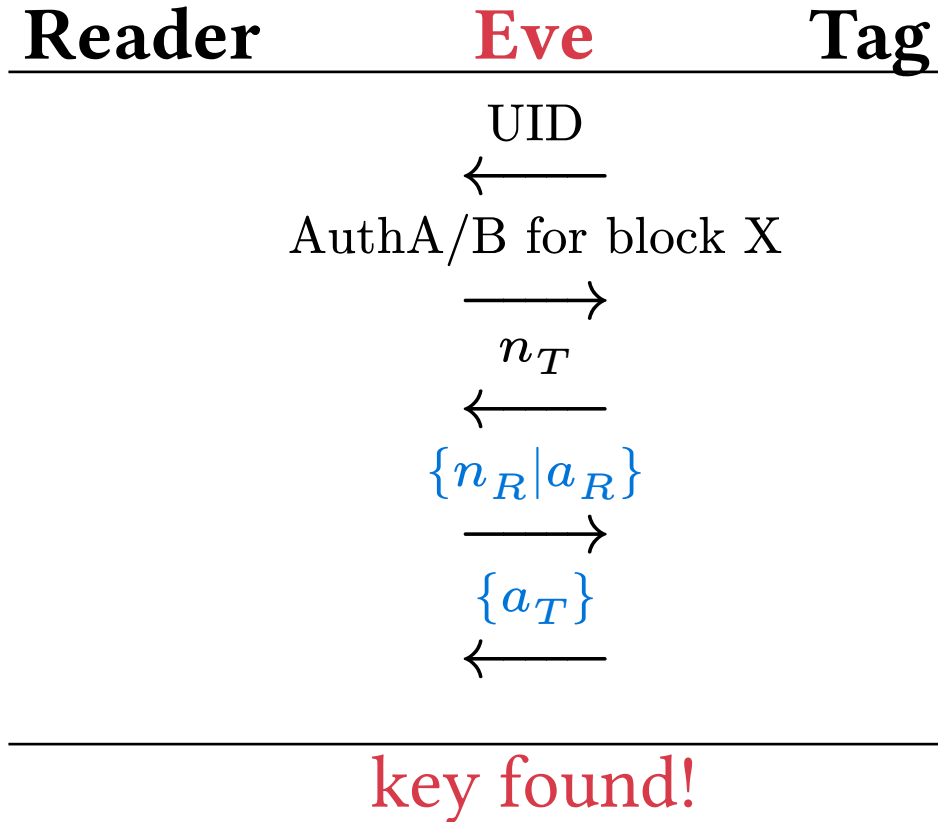 Reader Eve Tag
UID
AuthA/B for block X
n_T
{n_R|a_R}
{a_T}
key found!